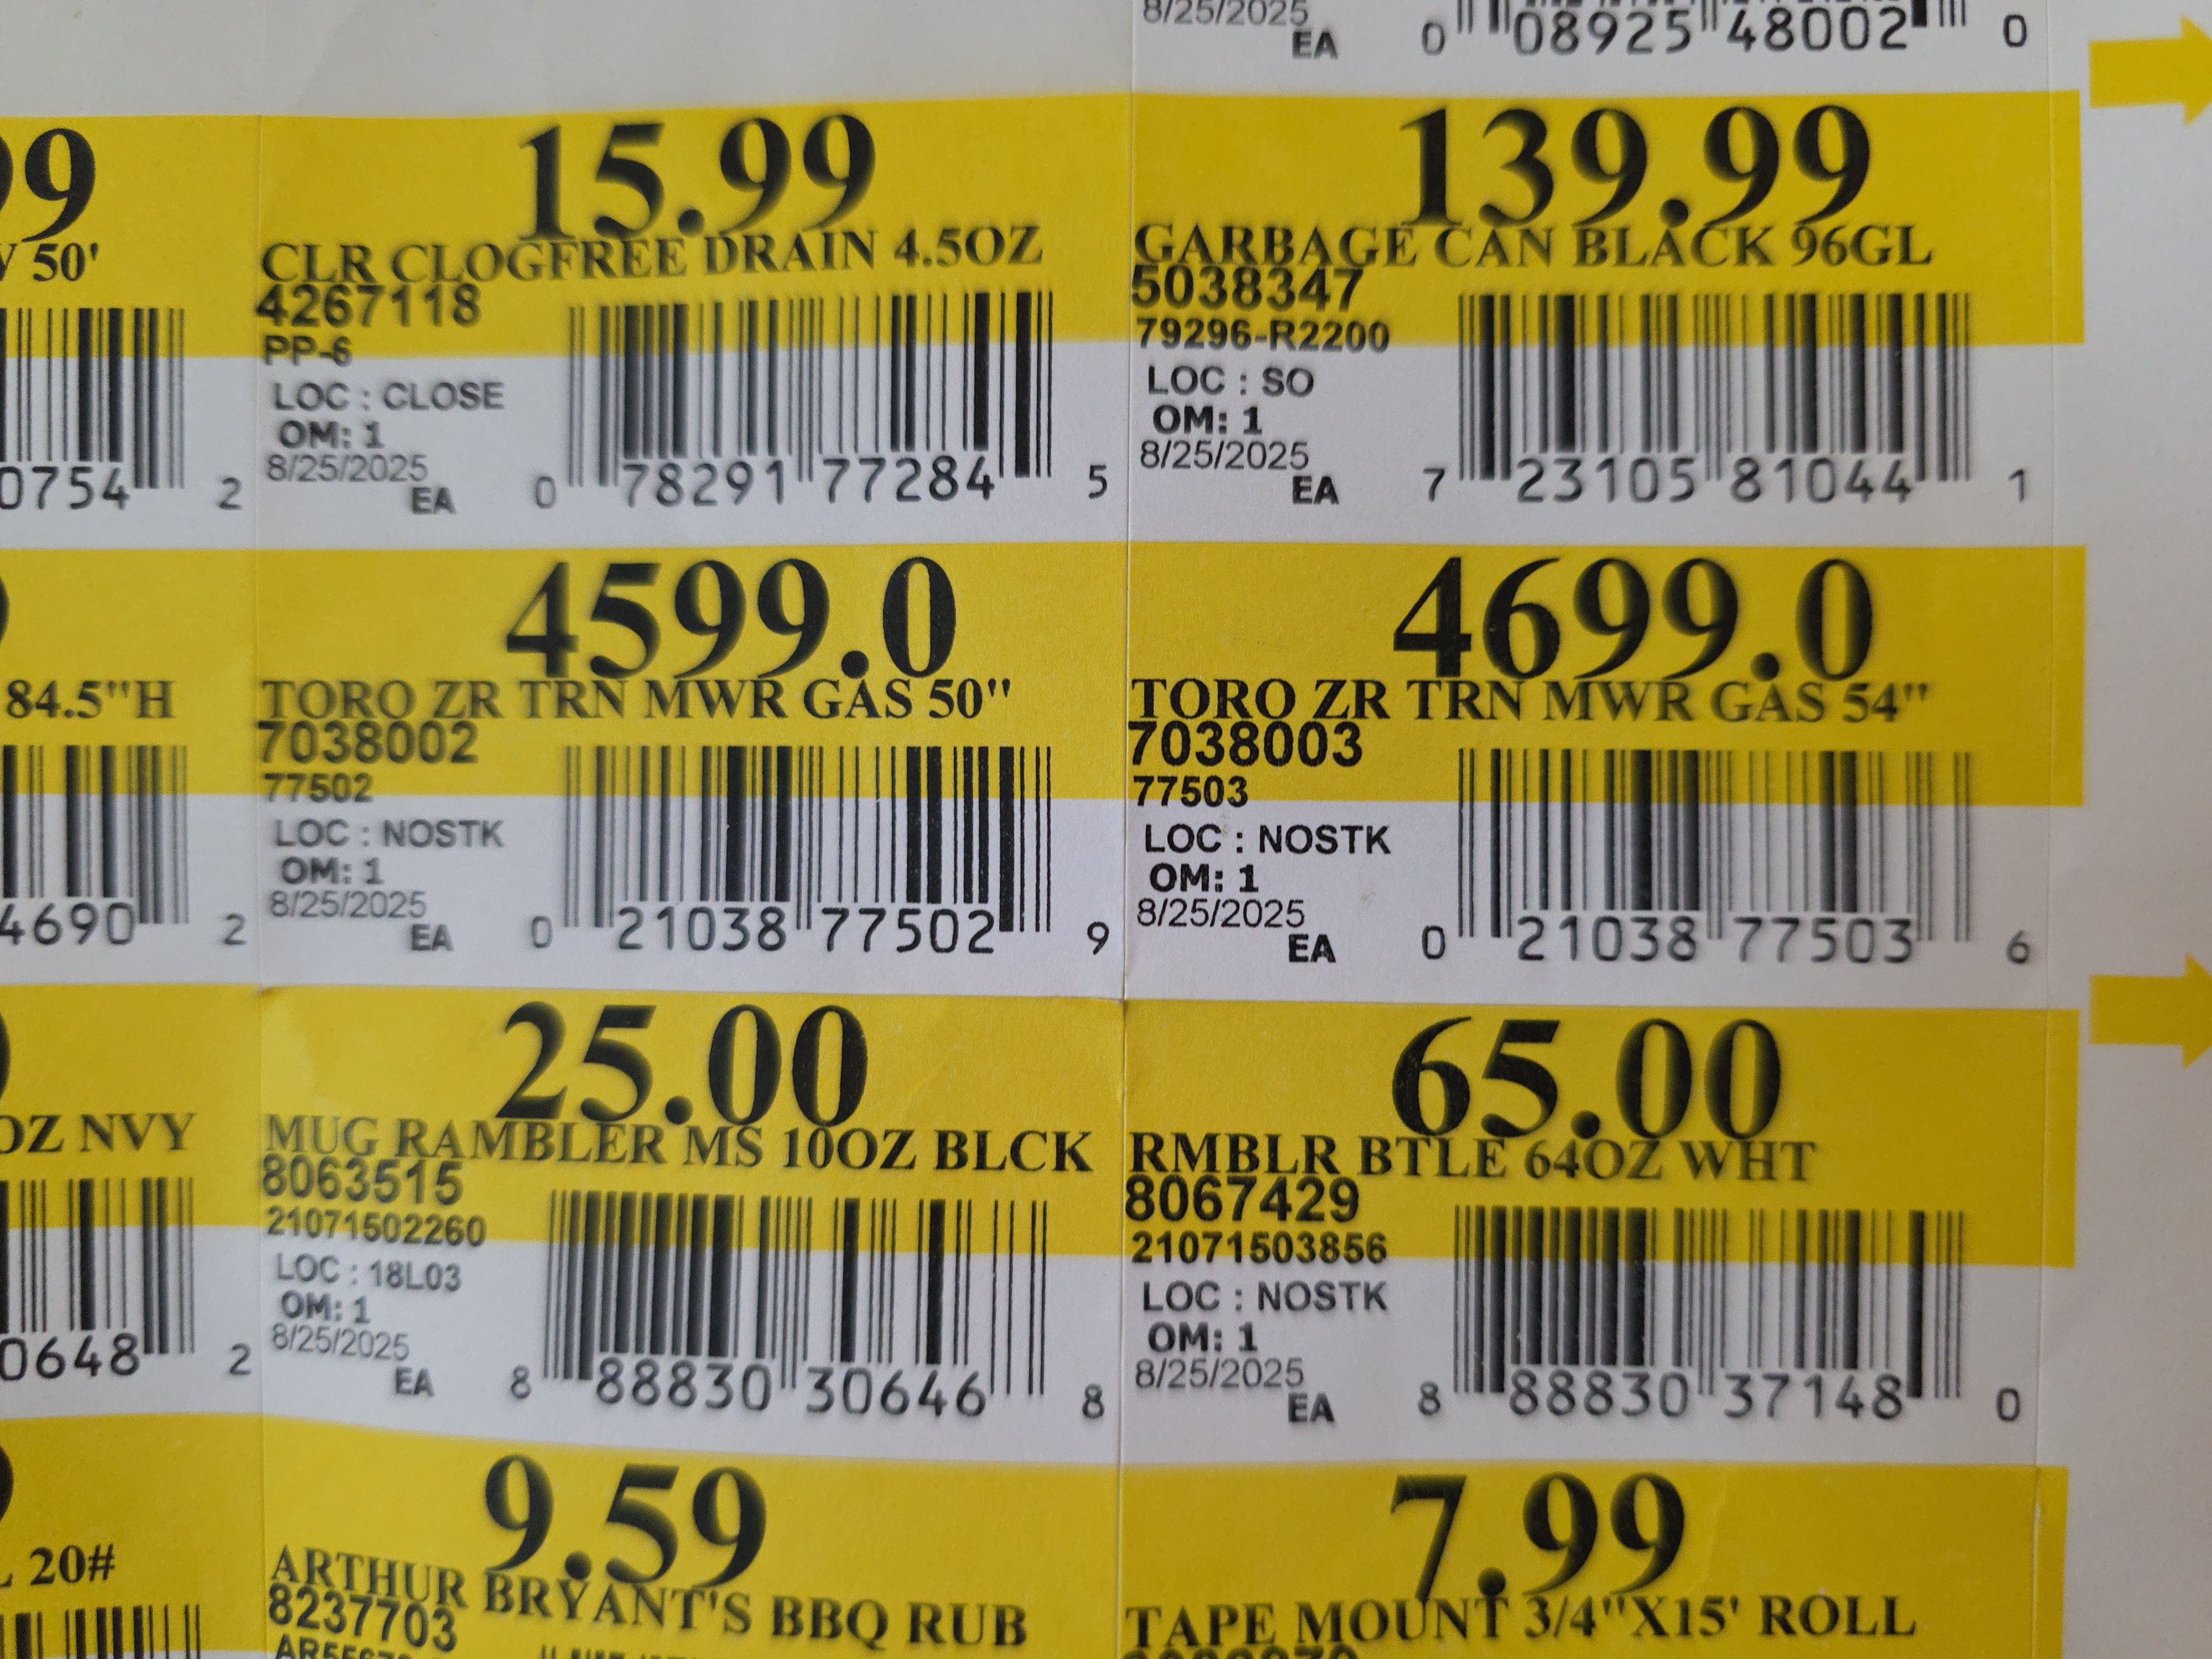 8/25/2025
EA
0 08925 48002 0
99
50'
0754 2
15.99
CLR CLOGFREE DRAIN 4.5OZ
4267118
PP-6
LOC : CLOSE
OM: 1
8/25/2025
EA
0 78291 77284 5
139.99
GARBAGE CAN BLACK 96GL
5038347
79296-R2200
LOC : SO
OM: 1
8/25/2025
EA
7 23105 81044 1
84.5"H
4690 2
4599.0
TORO ZR TRN MWR GAS 50"
7038002
77502
LOC : NOSTK
OM: 1
8/25/2025
EA
0 21038 77502 9
4699.0
TORO ZR TRN MWR GAS 54"
7038003
77503
LOC : NOSTK
OM: 1
8/25/2025
EA
0 21038 77503 6
OZ NVY
0648 2
25.00
MUG RAMBLER MS 10OZ BLCK
8063515
21071502260
LOC : 18L03
OM: 1
8/25/2025
EA
8 88830 30646 8
65.00
RMBLR BTLE 64OZ WHT
8067429
21071503856
LOC : NOSTK
OM: 1
8/25/2025
EA
8 88830 37148 0
20#
9.59
ARTHUR BRYANT'S BBQ RUB
8237703
7.99
TAPE MOUNT 3/4"X15' ROLL